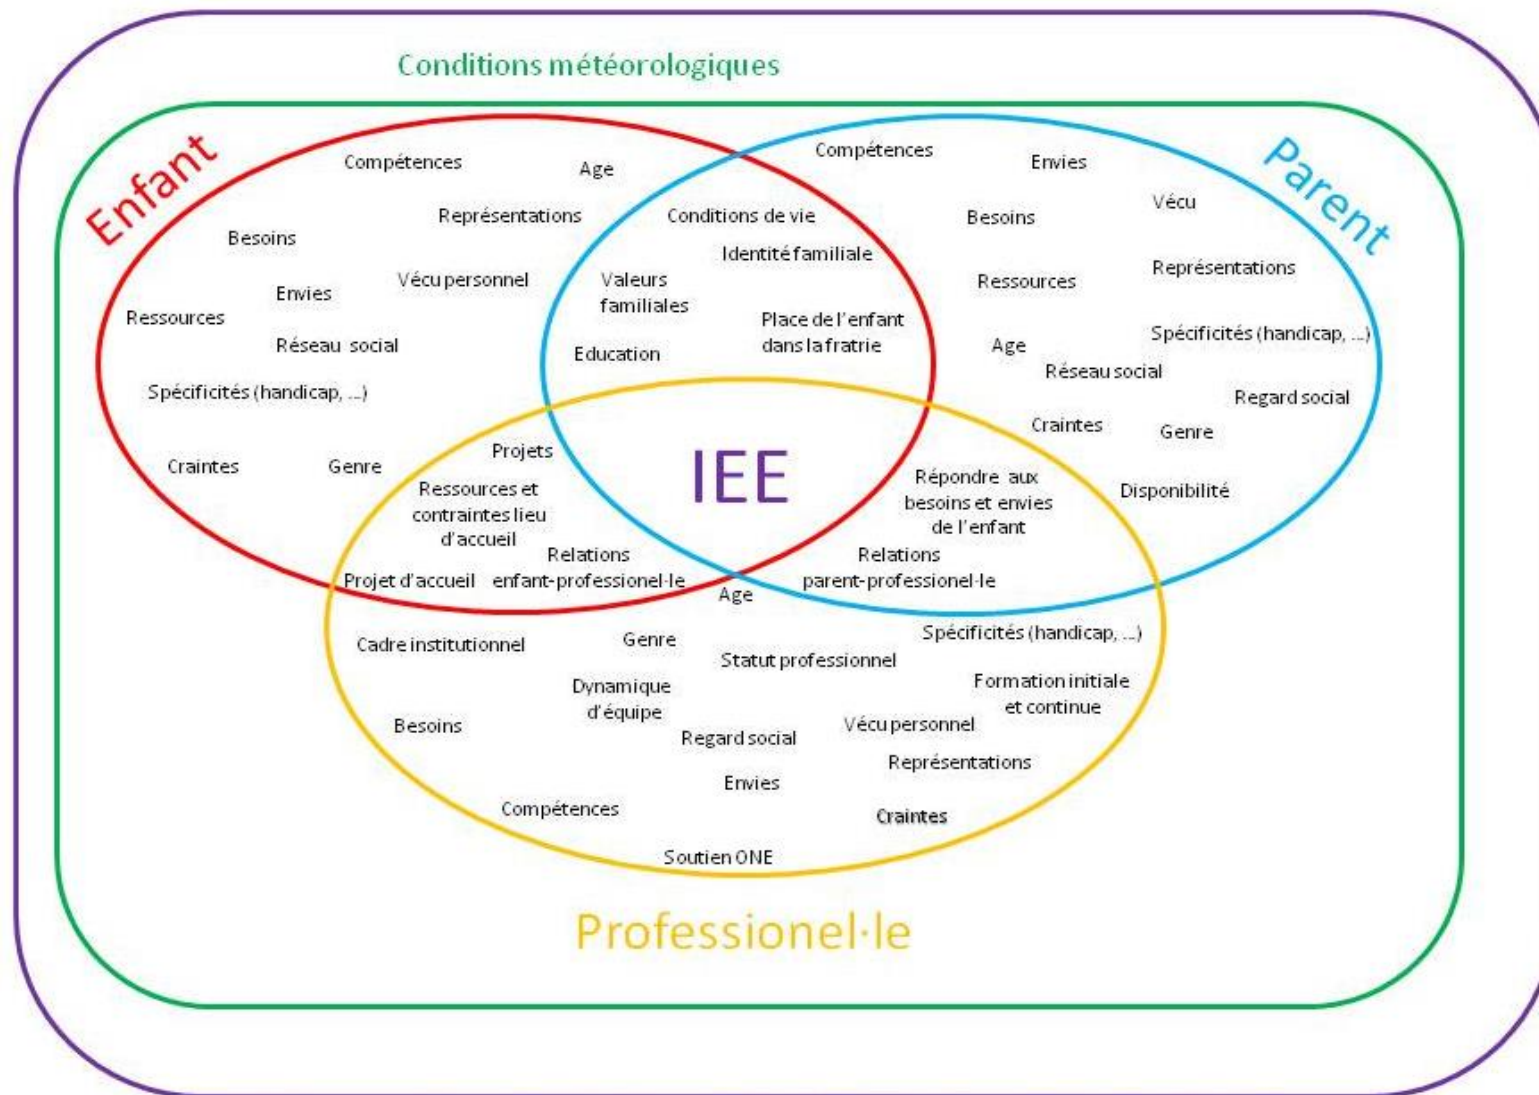 Conditions météorologiques
Enfant
Compétences
Age
Représentations
Besoins
Vécu personnel
Envies
Ressources
Réseau social
Spécificités (handicap, ...)
Craintes
Genre
Conditions de vie
Identité familiale
Valeurs
familiales
Place de l'enfant
dans la fratrie
Education
Parent
Compétences
Envies
Vécu
Besoins
Représentations
Ressources
Spécificités (handicap, ...)
Age
Réseau social
Regard social
Craintes
Genre
Disponibilité
IEE
Projets
Ressources et
contraintes lieu
d'accueil
Relations
enfant-professionel·le
Projet d'accueil
Répondre aux
besoins et envies
de l'enfant
Relations
parent-professionel·le
Age
Cadre institutionnel
Genre
Statut professionnel
Spécificités (handicap, ...)
Dynamique
d'équipe
Formation initiale
et continue
Besoins
Regard social
Vécu personnel
Représentations
Envies
Compétences
Craintes
Soutien ONE
Professionel·le